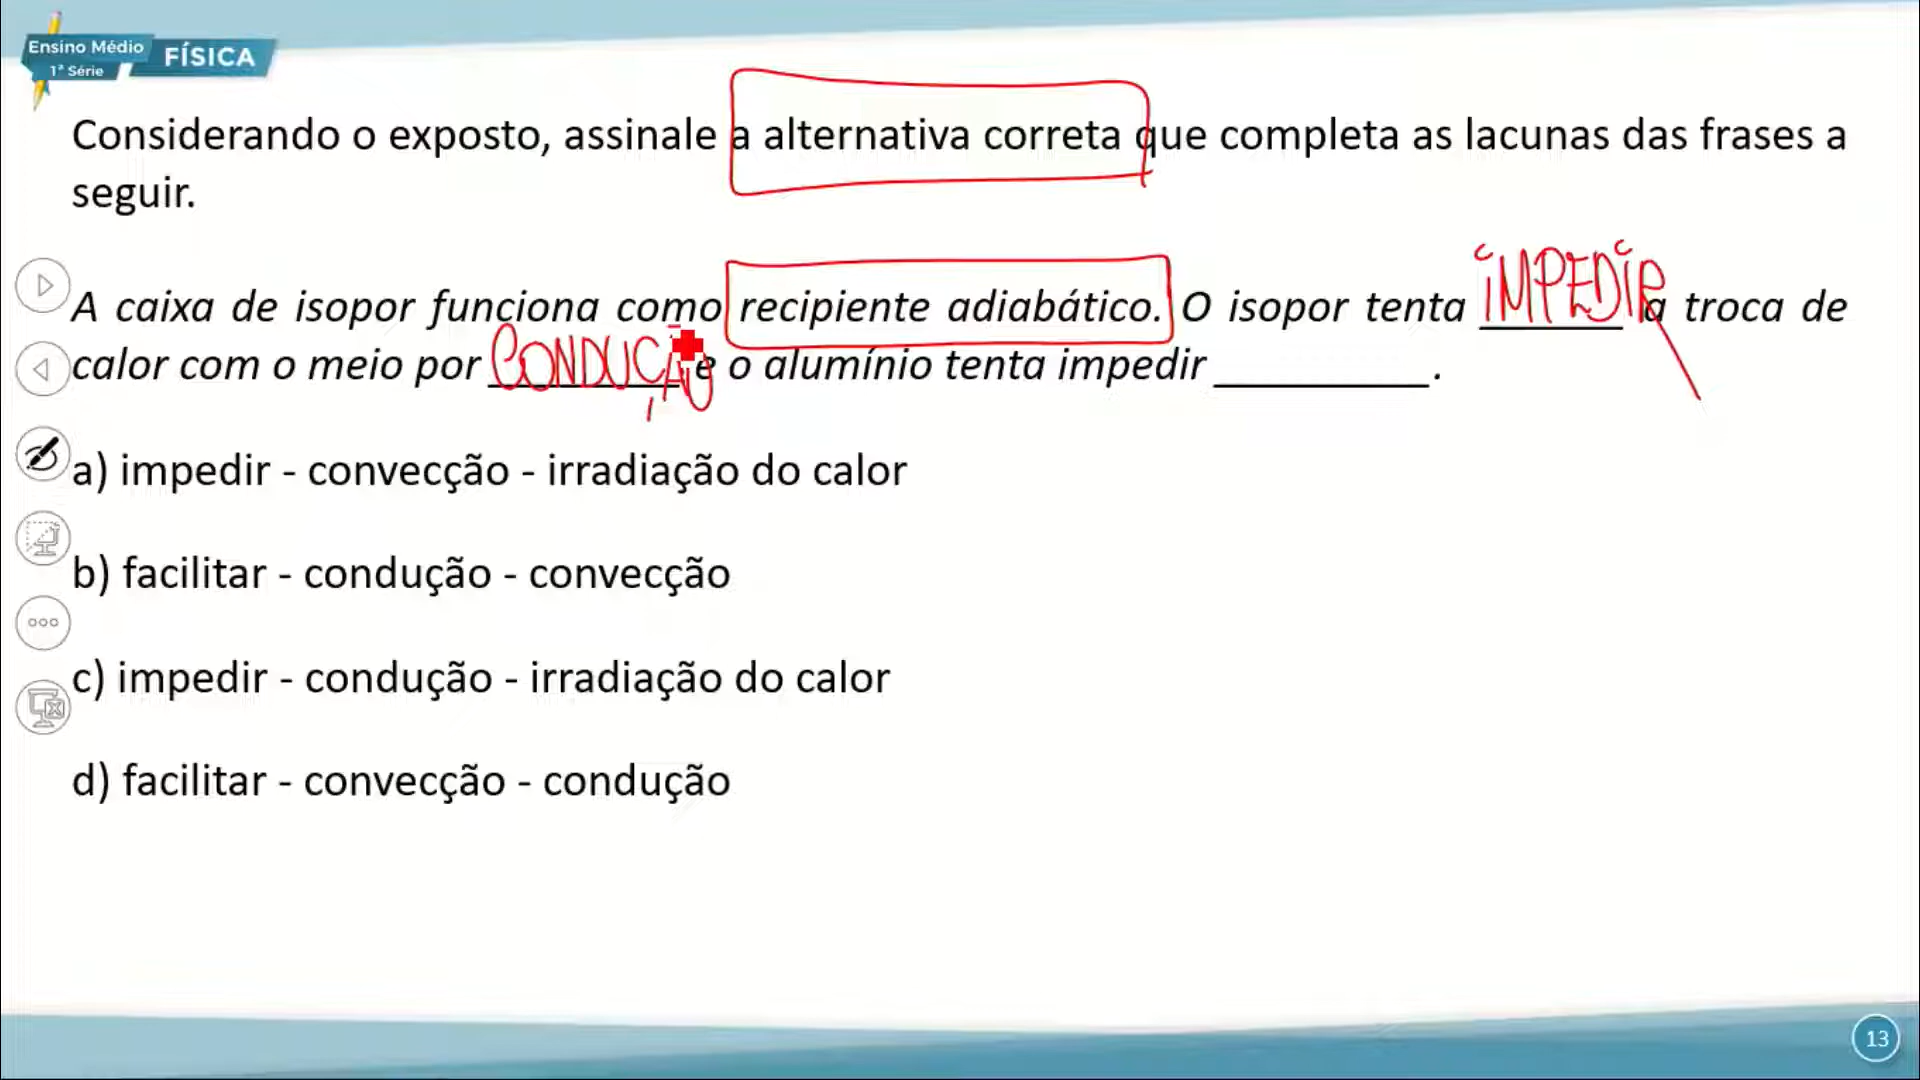 Ensino Médio
1ª Série
FÍSICA
Considerando o exposto, assinale a alternativa correta que completa as lacunas das frases a
seguir.
A caixa de isopor funciona como recipiente adiabático. O isopor tenta IMPEDIR a troca de
calor com o meio por CONDUÇÃO e o alumínio tenta impedir __________.
a) impedir - convecção - irradiação do calor
b) facilitar - condução - convecção
c) impedir - condução - irradiação do calor
d) facilitar - convecção - condução
13